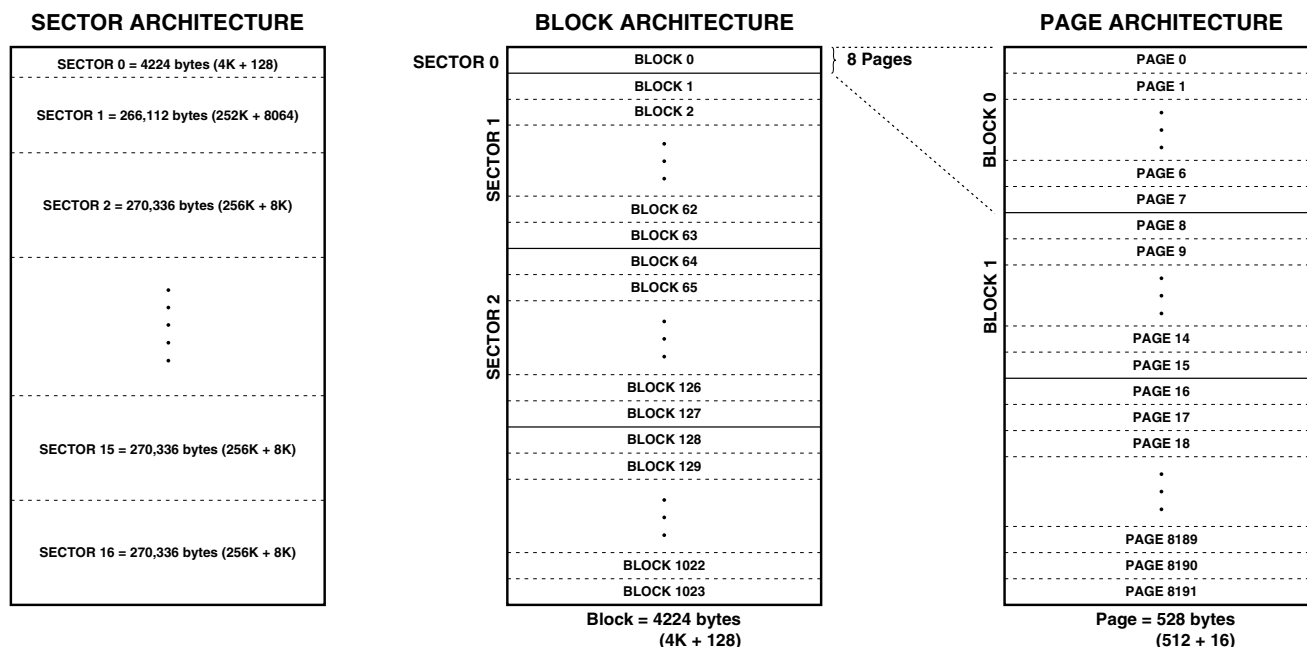 SECTOR ARCHITECTURE
SECTOR 0 = 4224 bytes (4K + 128)
SECTOR 1 = 266,112 bytes (252K + 8064)
SECTOR 2 = 270,336 bytes (256K + 8K)
SECTOR 15 = 270,336 bytes (256K + 8K)
SECTOR 16 = 270,336 bytes (256K + 8K)
BLOCK ARCHITECTURE
SECTOR 0
SECTOR 1
SECTOR 2
BLOCK 0
BLOCK 1
BLOCK 2
BLOCK 62
BLOCK 63
BLOCK 64
BLOCK 65
BLOCK 126
BLOCK 127
BLOCK 128
BLOCK 129
BLOCK 1022
BLOCK 1023
Block = 4224 bytes
(4K + 128)
8 Pages
PAGE ARCHITECTURE
BLOCK 0
BLOCK 1
PAGE 0
PAGE 1
PAGE 6
PAGE 7
PAGE 8
PAGE 9
PAGE 14
PAGE 15
PAGE 16
PAGE 17
PAGE 18
PAGE 8189
PAGE 8190
PAGE 8191
Page = 528 bytes
(512 + 16)